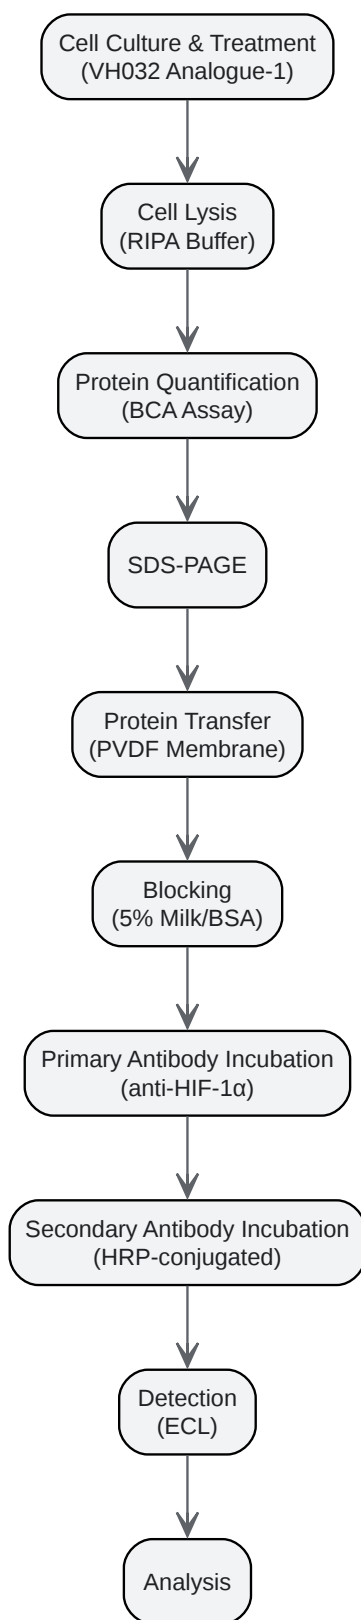 Cell Culture & Treatment
(VH032 Analogue-1)
Cell Lysis
(RIPA Buffer)
Protein Quantification
(BCA Assay)
SDS-PAGE
Protein Transfer
(PVDF Membrane)
Blocking
(5% Milk/BSA)
Primary Antibody Incubation
(anti-HIF-1α)
Secondary Antibody Incubation
(HRP-conjugated)
Detection
(ECL)
Analysis